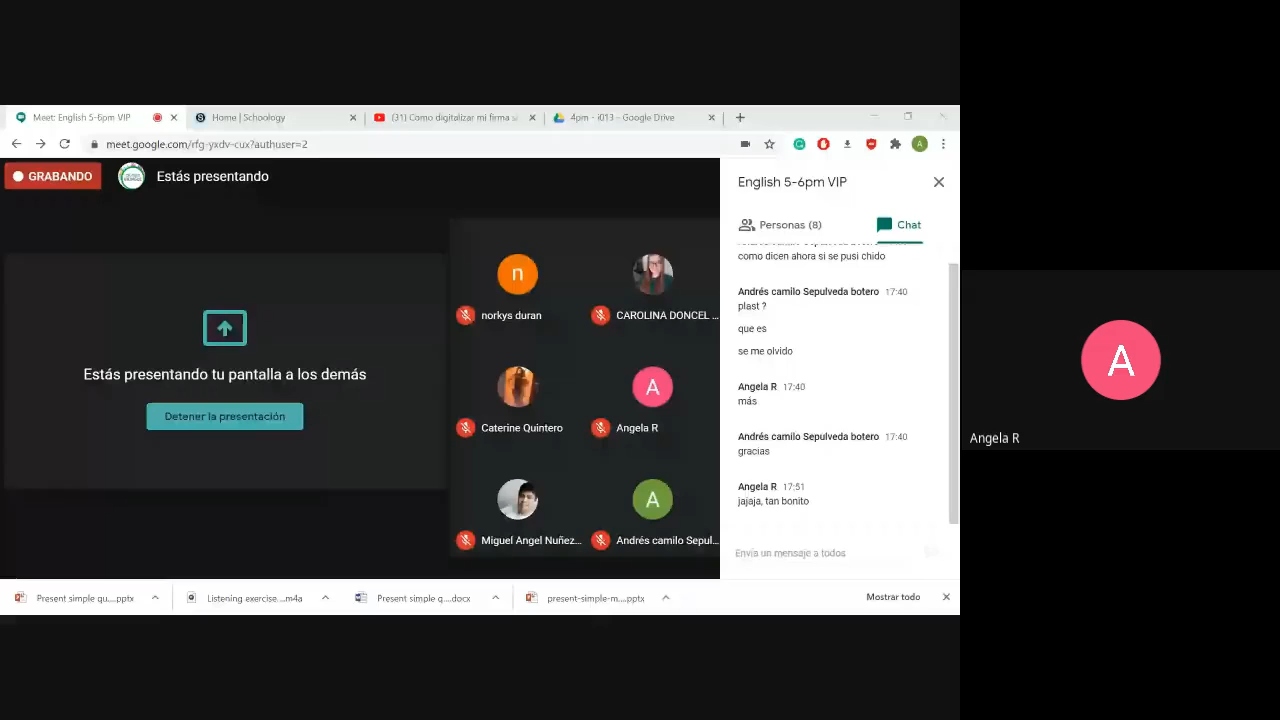 Meet: English 5-6pm VIP
Home | Schoology
(31) Como digitalizar mi firma
4pm - i013 - Google Drive
meet.google.com/rfg-yxdv-cux?authuser=2
GRABANDO
Estás presentando
English 5-6pm VIP
Personas (8)
Chat
como dicen ahora si se pusi chido
Andrés camilo Sepulveda botero 17:40
plast ?
que es
se me olvido
Angela R 17:40
más
Andrés camilo Sepulveda botero 17:40
gracias
Angela R 17:51
jajaja, tan bonito
Envía un mensaje a todos
n
norkys duran
CAROLINA DONCEL ...
Caterine Quintero
A
Angela R
Miguel Angel Nuñez...
A
Andrés camilo Sepul...
Estás presentando tu pantalla a los demás
Detener la presentación
A
Angela R
Present simple qu....pptx
Listening exercise....m4a
Present simple q....docx
present-simple-m....pptx
Mostrar todo